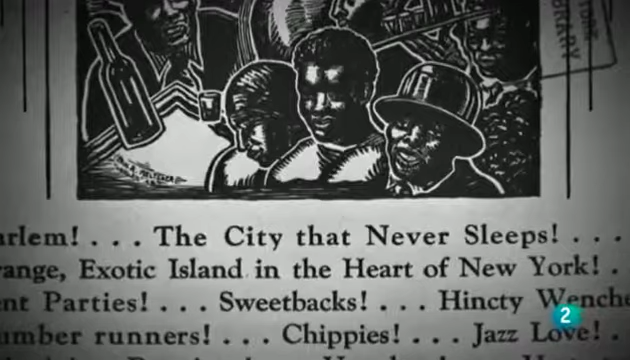 arlem! . . . The City that Never Sleeps! . . .
range, Exotic Island in the Heart of New York! .
nt Parties! . . . Sweetbacks! . . . Hincty Wenche
umber runners! . . . Chippies! . . . Jazz Love! .
2